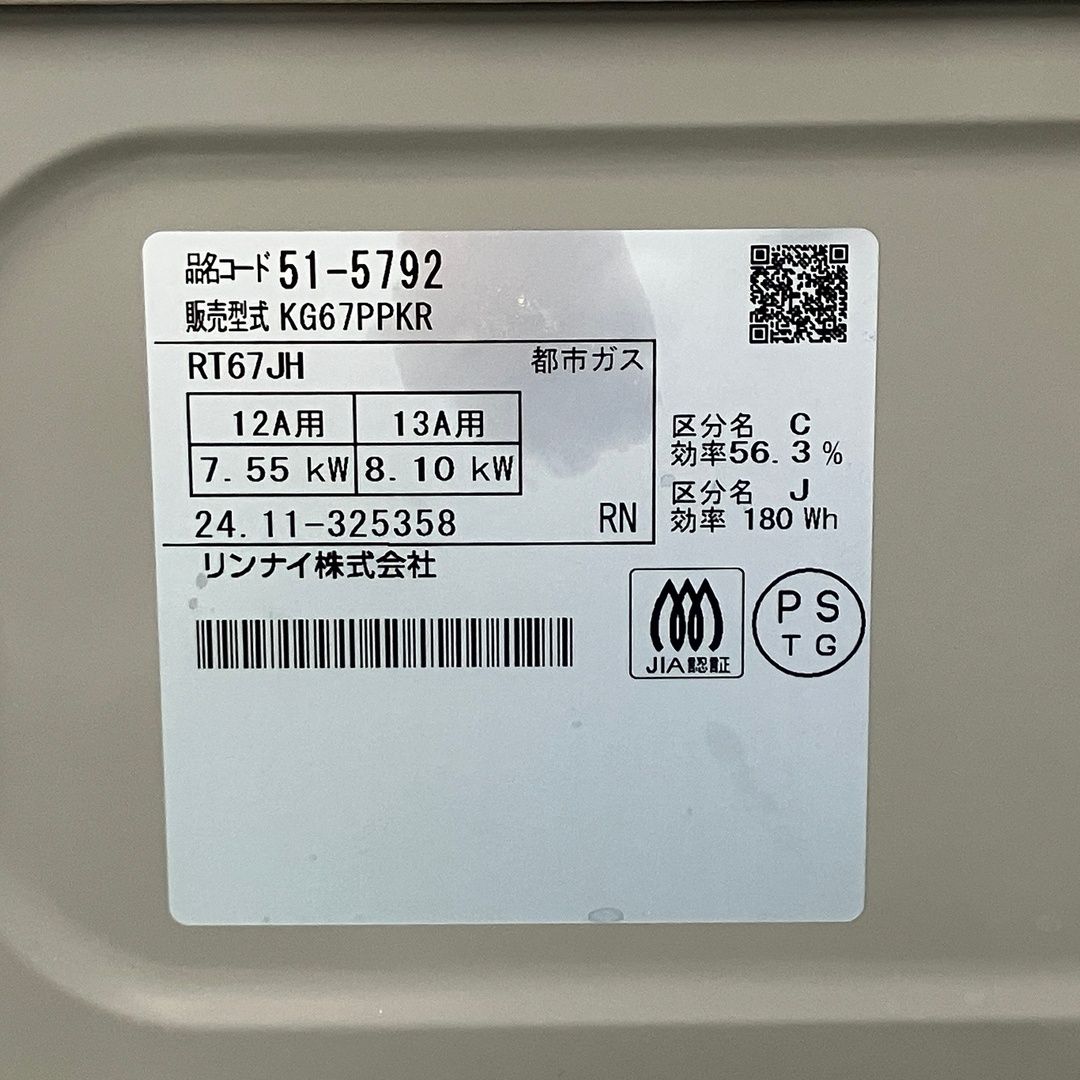 品名コード 51-5792
販売型式 KG67PPKR
RT67JH 都市ガス
12A用 13A用
7.55 kW 8.10 kW
24.11-325358 RN
リンナイ株式会社
区分名 C
効率56.3 %
区分名 J
効率 180 Wh
JIA認証
PS
TG